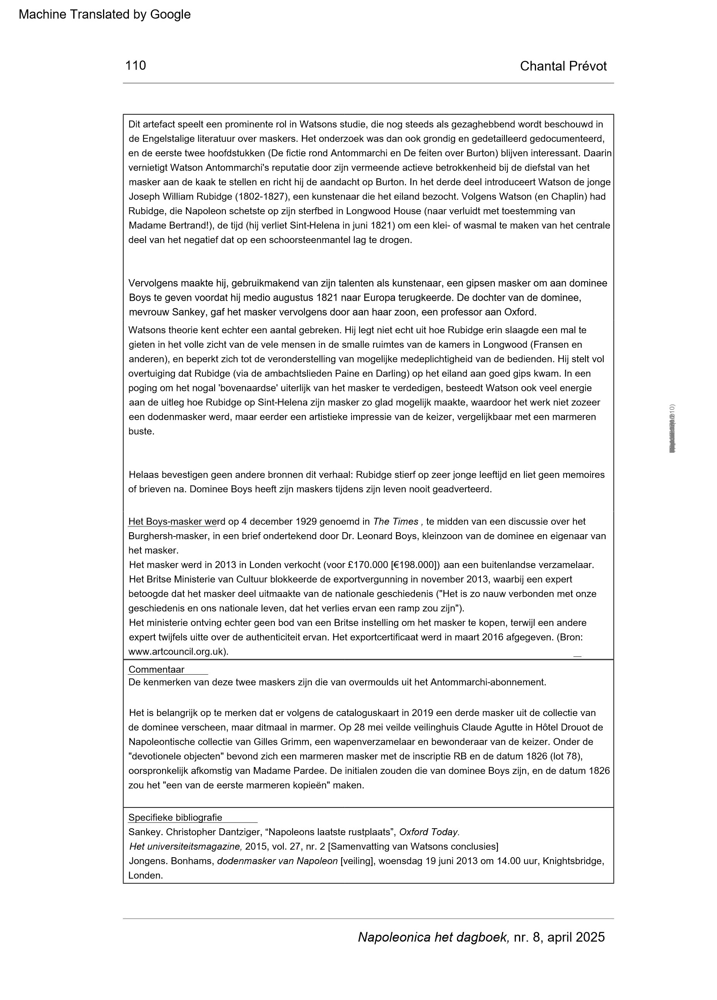 Machine Translated by Google
110
Chantal Prévot
Dit artefact speelt een prominente rol in Watsons studie, die nog steeds als gezaghebbend wordt beschouwd in
de Engelstalige literatuur over maskers. Het onderzoek was dan ook grondig en gedetailleerd gedocumenteerd,
en de eerste twee hoofdstukken (De fictie rond Antommarchi en De feiten over Burton) blijven interessant. Daarin
vernietigt Watson Antommarchi's reputatie door zijn vermeende actieve betrokkenheid bij de diefstal van het
masker aan de kaak te stellen en richt hij de aandacht op Burton. In het derde deel introduceert Watson de jonge
Joseph William Rubidge (1802-1827), een kunstenaar die het eiland bezocht. Volgens Watson (en Chaplin) had
Rubidge, die Napoleon schetste op zijn sterfbed in Longwood House (naar verluidt met toestemming van
Madame Bertrand!), de tijd (hij verliet Sint-Helena in juni 1821) om een klei- of wasmal te maken van het centrale
deel van het negatief dat op een schoorsteenmantel lag te drogen.
Vervolgens maakte hij, gebruikmakend van zijn talenten als kunstenaar, een gipsen masker om aan dominee
Boys te geven voordat hij medio augustus 1821 naar Europa terugkeerde. De dochter van de dominee,
mevrouw Sankey, gaf het masker vervolgens door aan haar zoon, een professor aan Oxford.
Watsons theorie kent echter een aantal gebreken. Hij legt niet echt uit hoe Rubidge erin slaagde een mal te
gieten in het volle zicht van de vele mensen in de smalle ruimtes van de kamers in Longwood (Fransen en
anderen), en beperkt zich tot de veronderstelling van mogelijke medeplichtigheid van de bedienden. Hij stelt vol
overtuiging dat Rubidge (via de ambachtslieden Paine en Darling) op het eiland aan goed gips kwam. In een
poging om het nogal 'bovenaardse' uiterlijk van het masker te verdedigen, besteedt Watson ook veel energie
aan de uitleg hoe Rubidge op Sint-Helena zijn masker zo glad mogelijk maakte, waardoor het werk niet zozeer
een dodenmasker werd, maar eerder een artistieke impressie van de keizer, vergelijkbaar met een marmeren
buste.
Helaas bevestigen geen andere bronnen dit verhaal: Rubidge stierf op zeer jonge leeftijd en liet geen memoires
of brieven na. Dominee Boys heeft zijn maskers tijdens zijn leven nooit geadverteerd.
Het Boys-masker werd op 4 december 1929 genoemd in The Times , te midden van een discussie over het
Burghersh-masker, in een brief ondertekend door Dr. Leonard Boys, kleinzoon van de dominee en eigenaar van
het masker.
Het masker werd in 2013 in Londen verkocht (voor £170.000 [€198.000]) aan een buitenlandse verzamelaar.
Het Britse Ministerie van Cultuur blokkeerde de exportvergunning in november 2013, waarbij een expert
betoogde dat het masker deel uitmaakte van de nationale geschiedenis ("Het is zo nauw verbonden met onze
geschiedenis en ons nationale leven, dat het verlies ervan een ramp zou zijn").
Het ministerie ontving echter geen bod van een Britse instelling om het masker te kopen, terwijl een andere
expert twijfels uitte over de authenticiteit ervan. Het exportcertificaat werd in maart 2016 afgegeven. (Bron:
www.artcouncil.org.uk).
Commentaar
De kenmerken van deze twee maskers zijn die van overmoulds uit het Antommarchi-abonnement.
Het is belangrijk op te merken dat er volgens de cataloguskaart in 2019 een derde masker uit de collectie van
de dominee verscheen, maar ditmaal in marmer. Op 28 mei veilde veilinghuis Claude Agutte in Hôtel Drouot de
Napoleontische collectie van Gilles Grimm, een wapenverzamelaar en bewonderaar van de keizer. Onder de
"devotionele objecten" bevond zich een marmeren masker met de inscriptie RB en de datum 1826 (lot 78),
oorspronkelijk afkomstig van Madame Pardee. De initialen zouden die van dominee Boys zijn, en de datum 1826
zou het "een van de eerste marmeren kopieën" maken.
Specifieke bibliografie
Sankey. Christopher Dantziger, “Napoleons laatste rustplaats”, Oxford Today.
Het universiteitsmagazine, 2015, vol. 27, nr. 2 [Samenvatting van Watsons conclusies]
Jongens. Bonhams, dodenmasker van Napoleon [veiling], woensdag 19 juni 2013 om 14.00 uur, Knightsbridge,
Londen.
Napoleonica het dagboek, nr. 8, april 2025